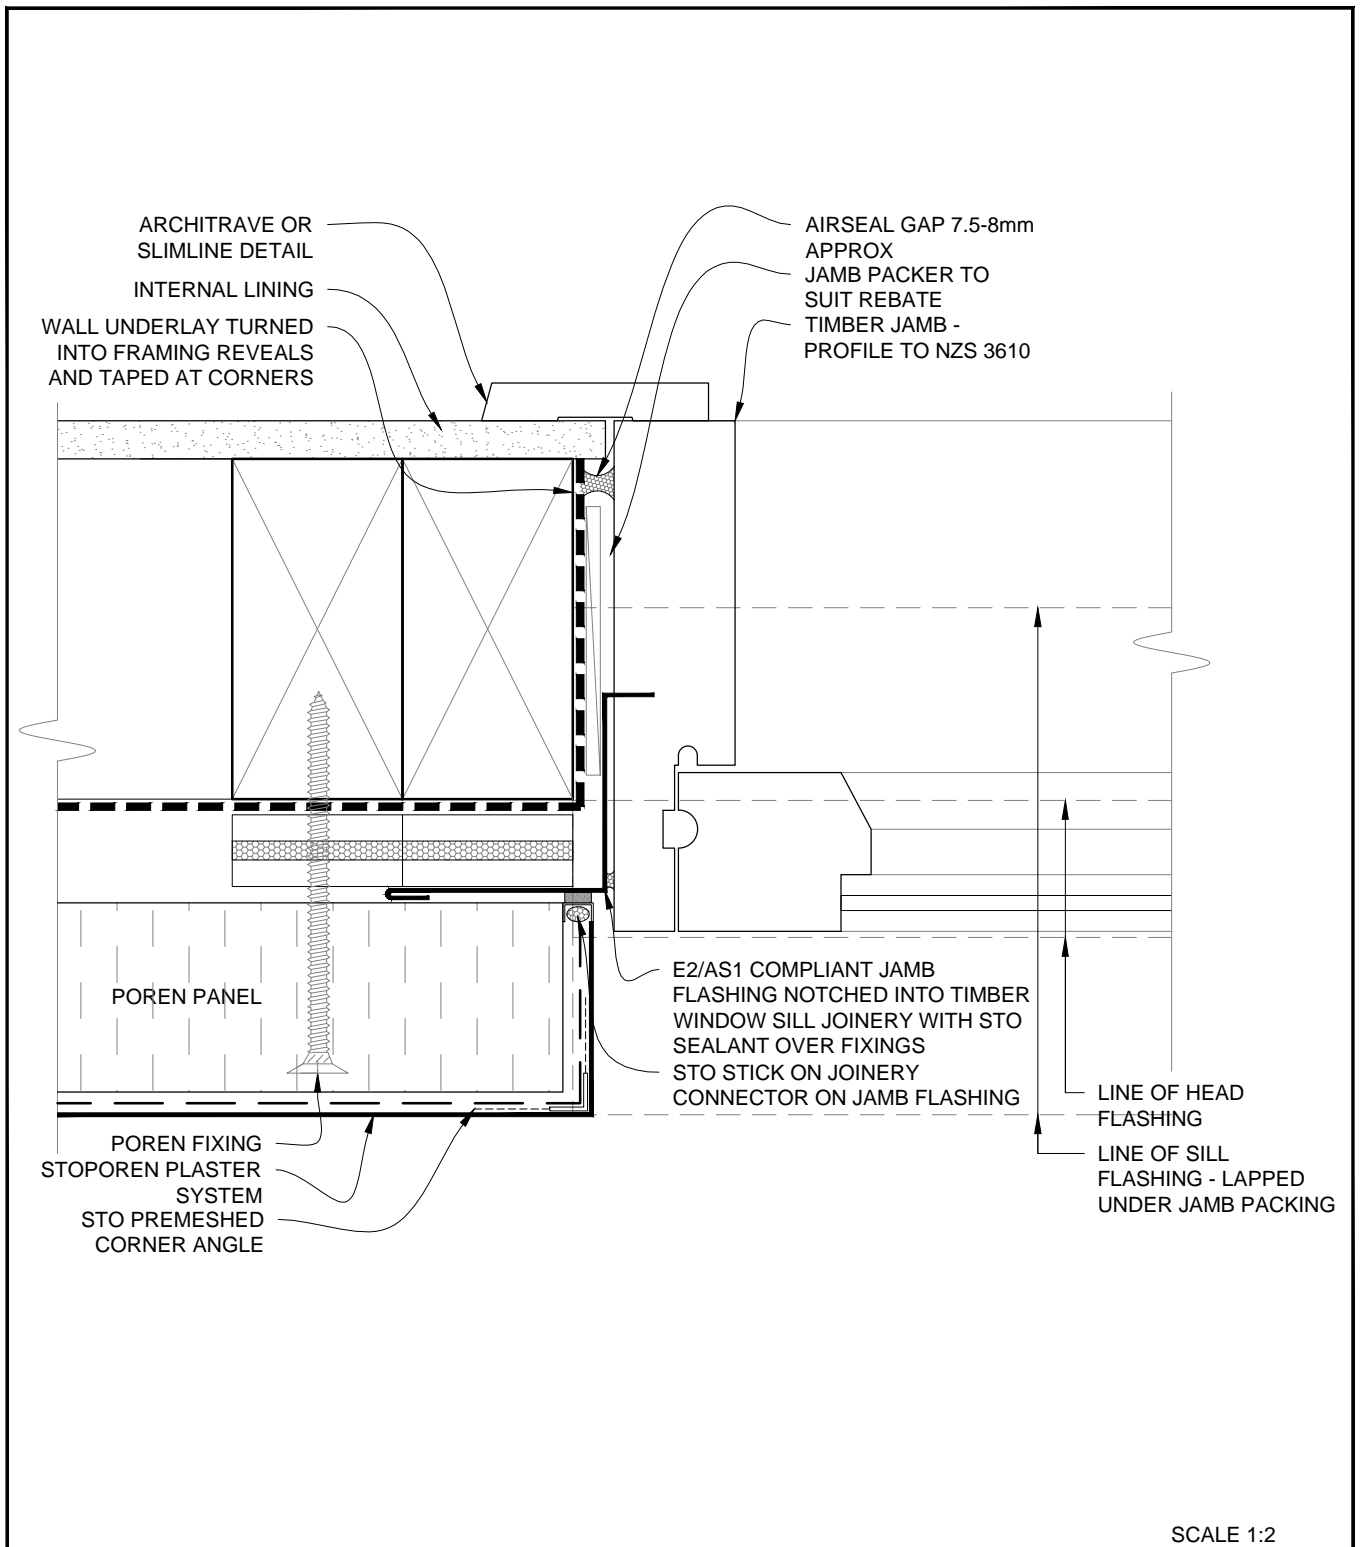 ARCHITRAVE OR
SLIMLINE DETAIL
INTERNAL LINING
WALL UNDERLAY TURNED
INTO FRAMING REVEALS
AND TAPED AT CORNERS
AIRSEAL GAP 7.5-8mm
APPROX
JAMB PACKER TO
SUIT REBATE
TIMBER JAMB -
PROFILE TO NZS 3610
POREN PANEL
E2/AS1 COMPLIANT JAMB
FLASHING NOTCHED INTO TIMBER
WINDOW SILL JOINERY WITH STO
SEALANT OVER FIXINGS
STO STICK ON JOINERY
CONNECTOR ON JAMB FLASHING
LINE OF HEAD
FLASHING
LINE OF SILL
FLASHING - LAPPED
UNDER JAMB PACKING
POREN FIXING
STOPOREN PLASTER
SYSTEM
STO PREMESHED
CORNER ANGLE
SCALE 1:2